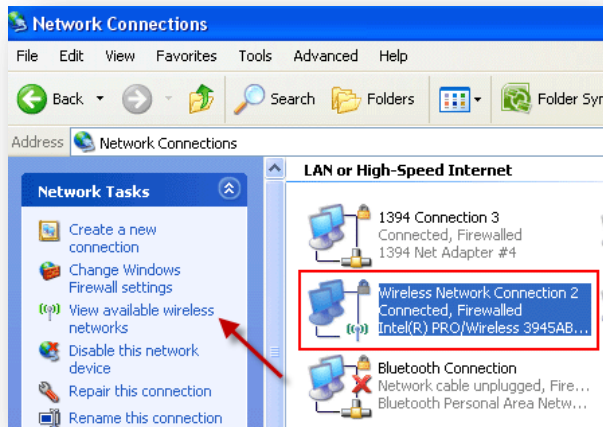 Network Connections
File Edit View Favorites Tools Advanced Help
Back Search Folders Folder Syn
Address Network Connections
Network Tasks
Create a new
connection
Change Windows
Firewall settings
View available wireless
networks
Disable this network
device
Repair this connection
Rename this connection
LAN or High-Speed Internet
1394 Connection 3
Connected, Firewalled
1394 Net Adapter #4
Wireless Network Connection 2
Connected, Firewalled
Intel(R) PRO/Wireless 3945AB...
Bluetooth Connection
Network cable unplugged, Fire...
Bluetooth Personal Area Netw...